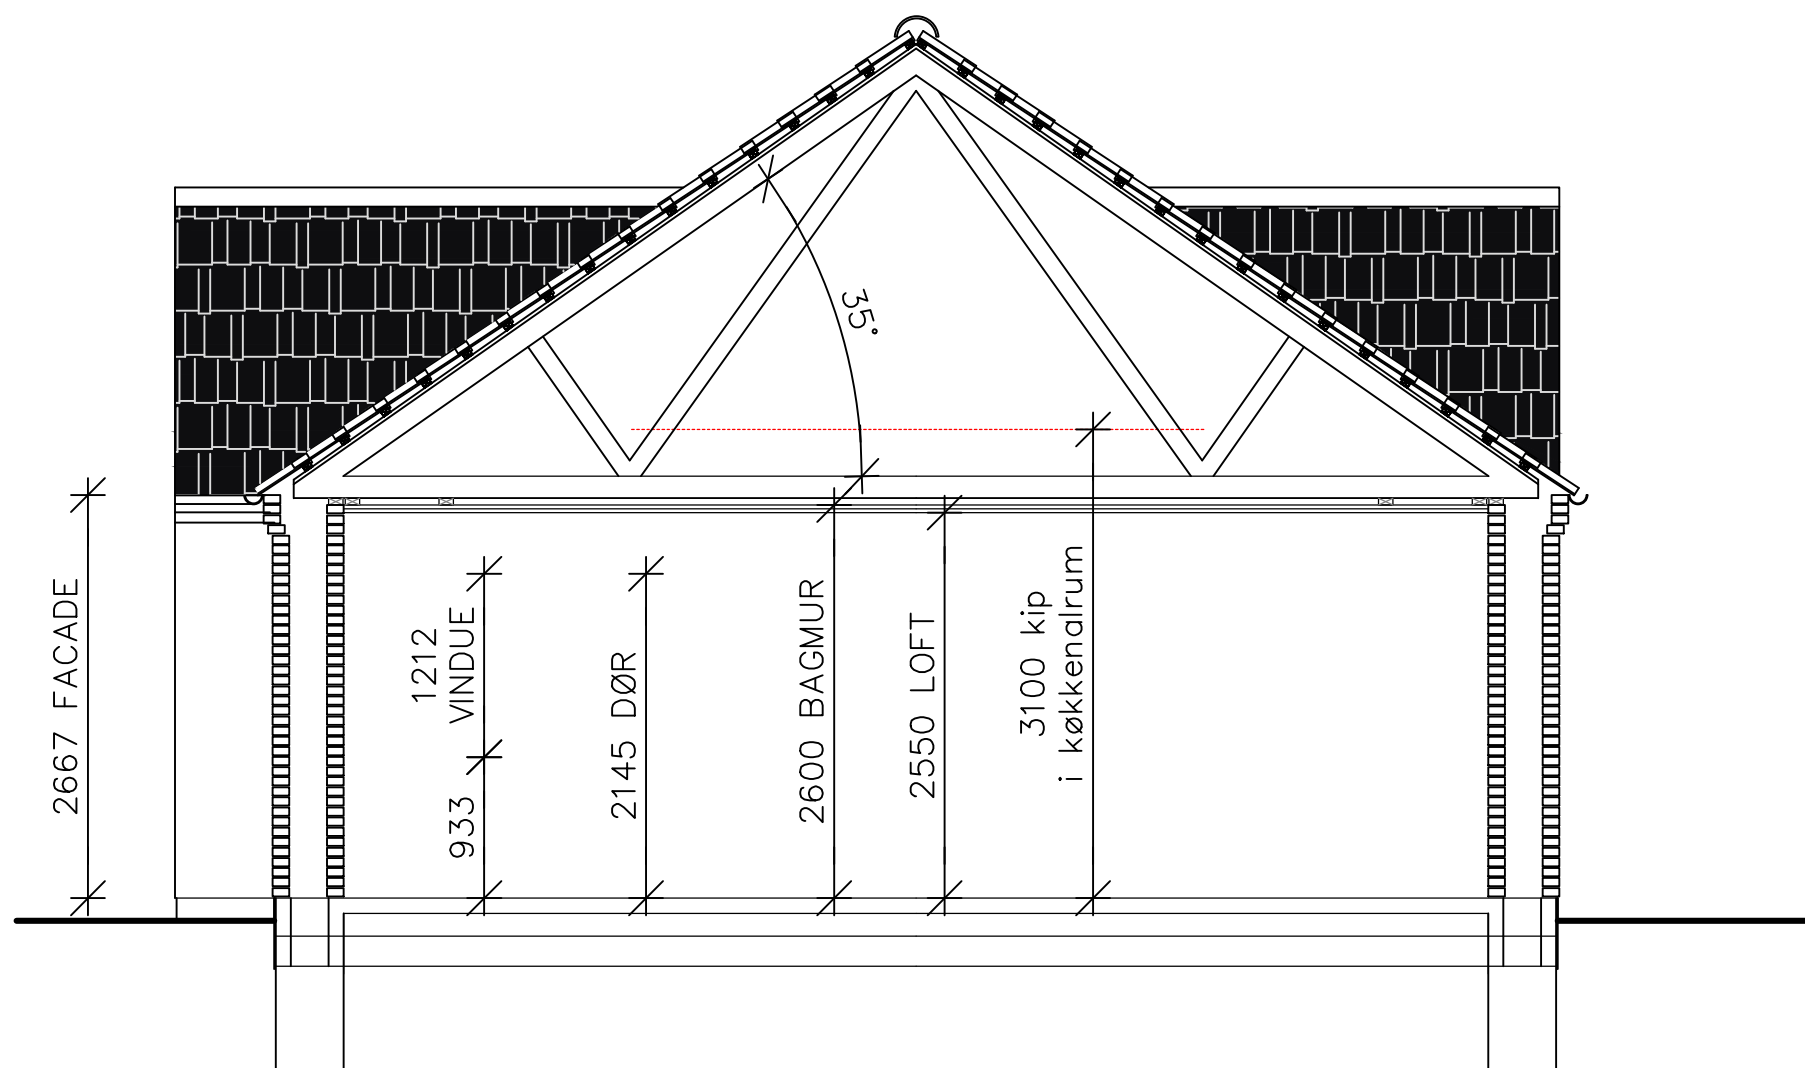 35°
2667 FACADE
1212
VINDUE
933
2145 DØR
2600 BAGMUR
2550 LOFT
3100 kip
i køkkenalrum